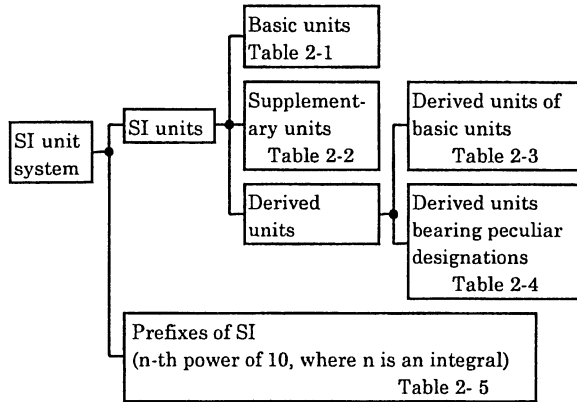 Basic units
Table 2-1
SI units
Supplement-
ary units
Table 2-2
Derived units of
basic units
Table 2-3
SI unit
system
Derived
units
Derived units
bearing peculiar
designations
Table 2-4
Prefixes of SI
(n-th power of 10, where n is an integral)
Table 2- 5